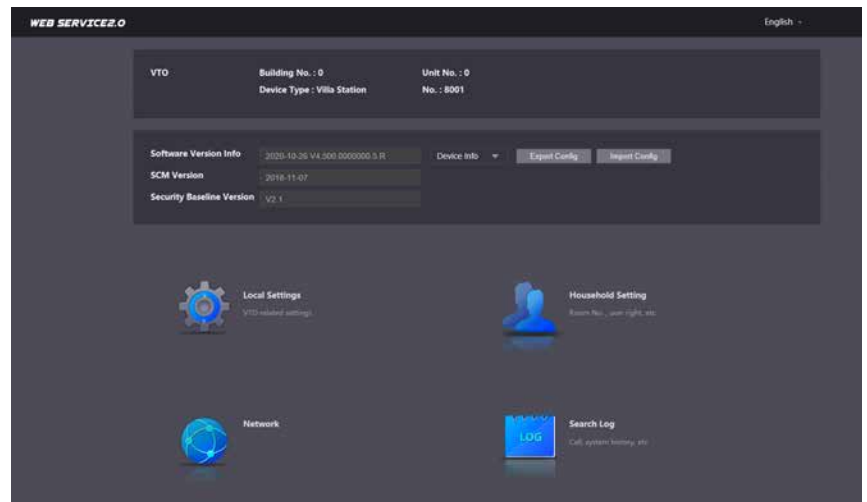 WEB SERVICE2.0
English
VTO
Building No. : 0
Unit No. : 0
Device Type : Villa Station
No. : 8001
Software Version Info
2020-10-26 V4.500.0000000.5.R
Device Info
Export Config
Import Config
SCM Version
2018-11-07
Security Baseline Version
V2.1
Local Settings
VTO related settings.
Household Setting
Room No. , user right, etc
Network
Search Log
LOG
Call, system history, etc